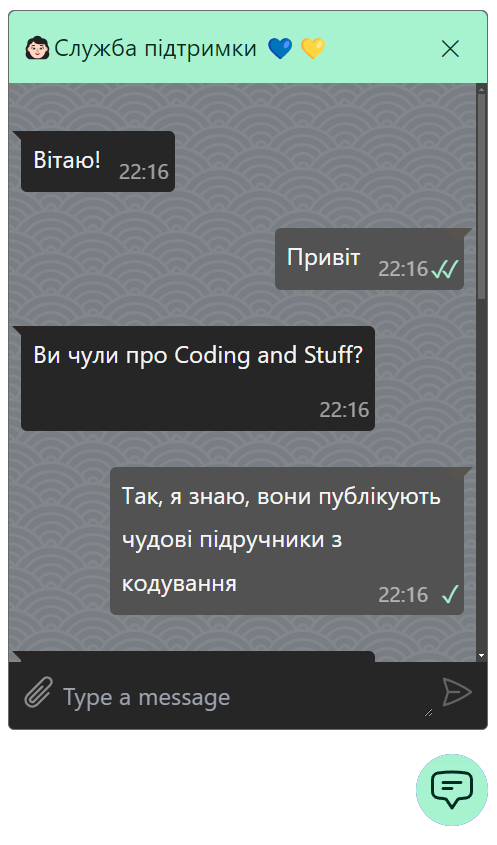 Служба підтримки
Вітаю!
22:16
Привіт
22:16
Ви чули про Coding and Stuff?
22:16
Так, я знаю, вони публікують
чудові підручники з
кодування
22:16
Type a message